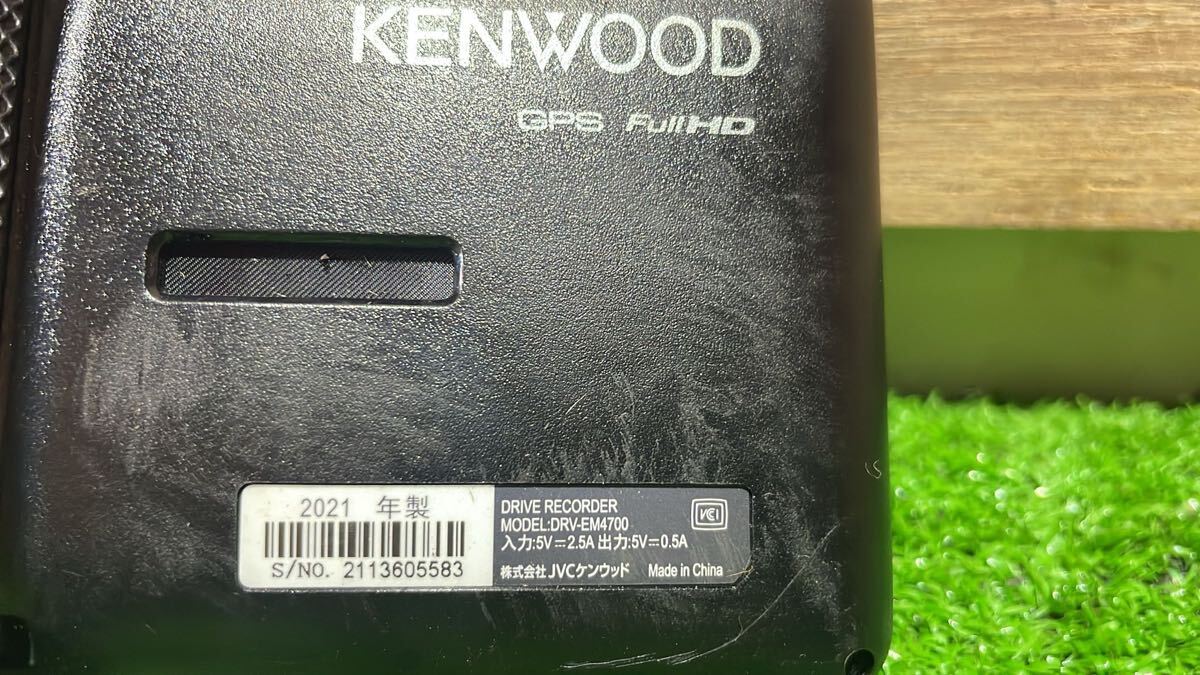 KENWOOD
GPS Full HD
2021 年製
S/NO. 2113605583
DRIVE RECORDER
MODEL:DRV-EM4700
入力:5V⎓2.5A 出力:5V⎓0.5A
株式会社 JVCケンウッド Made in China
VCCI